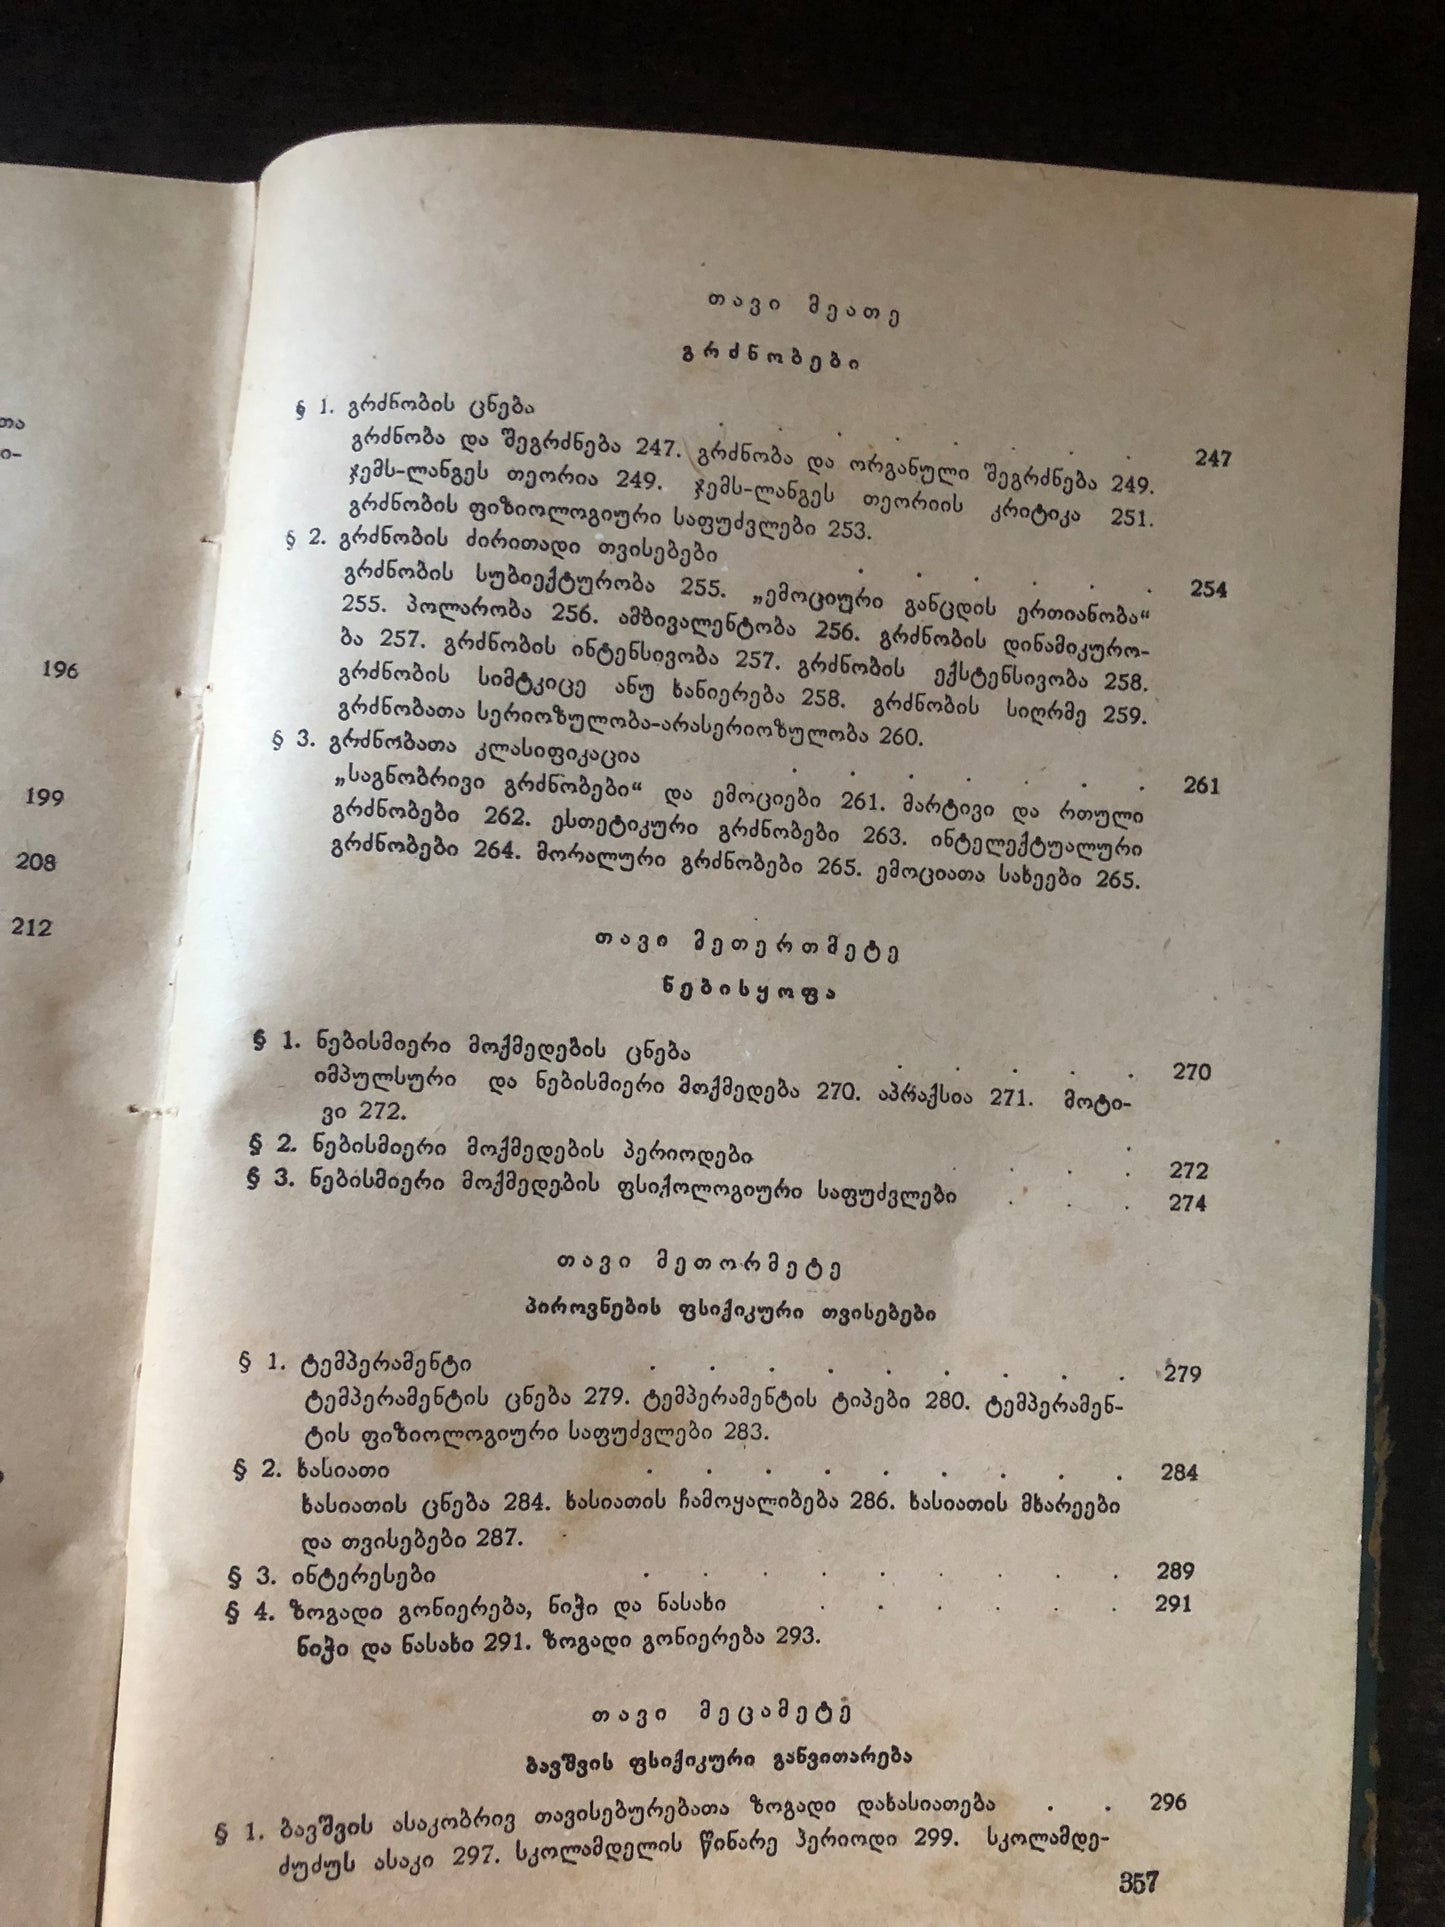 თა
ი-
196
199
208
212
თავი მეათე
გრძნობები
§ 1. გრძნობის ცნება . . . . . . 247
გრძნობა და შეგრძნება 247. გრძნობა და ორგანული შეგრძნება 249.
ჯემს-ლანგეს თეორია 249. ჯემს-ლანგეს თეორიის კრიტიკა 251.
გრძნობის ფიზიოლოგიური საფუძვლები 253.
§ 2. გრძნობის ძირითადი თვისებები . . . . . . 254
გრძნობის სუბიექტურობა 255. „ემოციური განცდის ერთიანობა“
255. პოლარობა 256. ამბივალენტობა 256. გრძნობის დინამიკურო-
ბა 257. გრძნობის ინტენსივობა 257. გრძნობის ექსტენსივობა 258.
გრძნობის სიმტკიცე ანუ ხანიერება 258. გრძნობის სიღრმე 259.
გრძნობათა სერიოზულობა-არასერიოზულობა 260.
§ 3. გრძნობათა კლასიფიკაცია . . . . . . . 261
„საგნობრივი გრძნობები“ და ემოციები 261. მარტივი და რთული
გრძნობები 262. ესთეტიკური გრძნობები 263. ინტელექტუალური
გრძნობები 264. მორალური გრძნობები 265. ემოციათა სახეები 265.
თავი მეთერთმეტე
ნებისყოფა
§ 1. ნებისმიერი მოქმედების ცნება . . . . . 270
იმპულსური და ნებისმიერი მოქმედება 270. აპრაქსია 271. მოტი-
ვი 272.
§ 2. ნებისმიერი მოქმედების პერიოდები . . . . 272
§ 3. ნებისმიერი მოქმედების ფსიქოლოგიური საფუძვლები . . . 274
თავი მეთორმეტე
პიროვნების ფსიქიკური თვისებები
§ 1. ტემპერამენტი . . . . . . . . . 279
ტემპერამენტის ცნება 279. ტემპერამენტის ტიპები 280. ტემპერამენ-
ტის ფიზიოლოგიური საფუძვლები 283.
§ 2. ხასიათი . . . . . . . . . 284
ხასიათის ცნება 284. ხასიათის ჩამოყალიბება 286. ხასიათის მხარეები
და თვისებები 287.
§ 3. ინტერესები . . . . . . . . . 289
§ 4. ზოგადი გონიერება, ნიჭი და ნასახი . . . . . . 291
ნიჭი და ნასახი 291. ზოგადი გონიერება 293.
თავი მეცამეტე
ბავშვის ფსიქიკური განვითარება
§ 1. ბავშვის ასაკობრივ თავისებურებათა ზოგადი დახასიათება . . 296
ძუძუს ასაკი 297. სკოლამდელის წინარე პერიოდი 299. სკოლამდე-
357